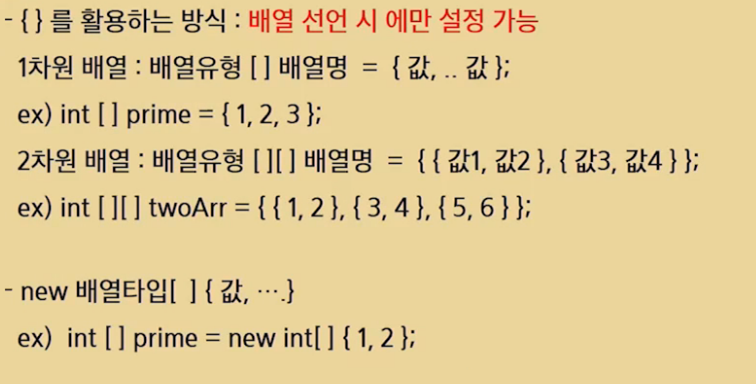 - { } 를 활용하는 방식 : 배열 선언 시 에만 설정 가능
1차원 배열 : 배열유형 [ ] 배열명 = { 값, .. 값 };
ex) int [ ] prime = { 1, 2, 3 };
2차원 배열 : 배열유형 [ ][ ] 배열명 = { { 값1, 값2 }, { 값3, 값4 } };
ex) int [ ][ ] twoArr = { { 1, 2 }, { 3, 4 }, { 5, 6 } };
- new 배열타입[ ] { 값, ….}
ex) int [ ] prime = new int[ ] { 1, 2 };